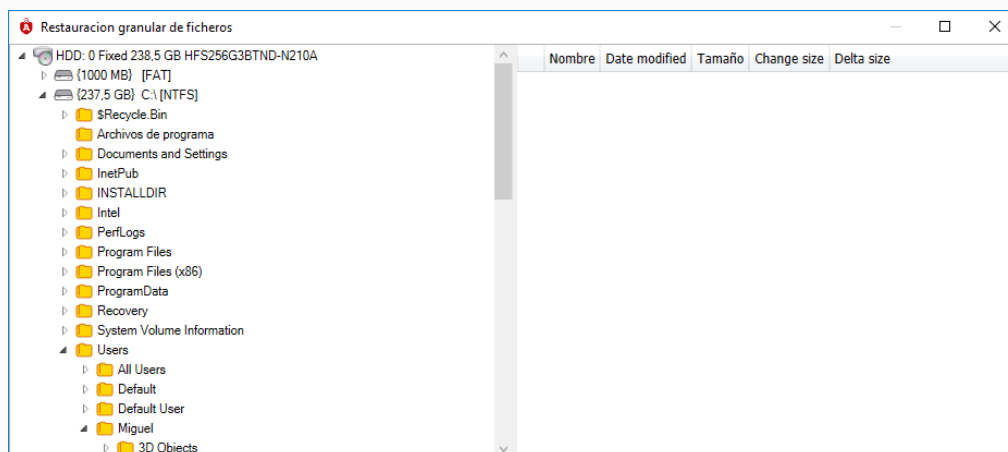 Restauracion granular de ficheros
HDD: 0 Fixed 238,5 GB HFS256G3BTND-N210A
{1000 MB} [FAT]
{237,5 GB} C:\ [NTFS]
$Recycle.Bin
Archivos de programa
Documents and Settings
InetPub
INSTALLDIR
Intel
PerfLogs
Program Files
Program Files (x86)
ProgramData
Recovery
System Volume Information
Users
All Users
Default
Default User
Miguel
3D Objects
Nombre Date modified Tamaño Change size Delta size